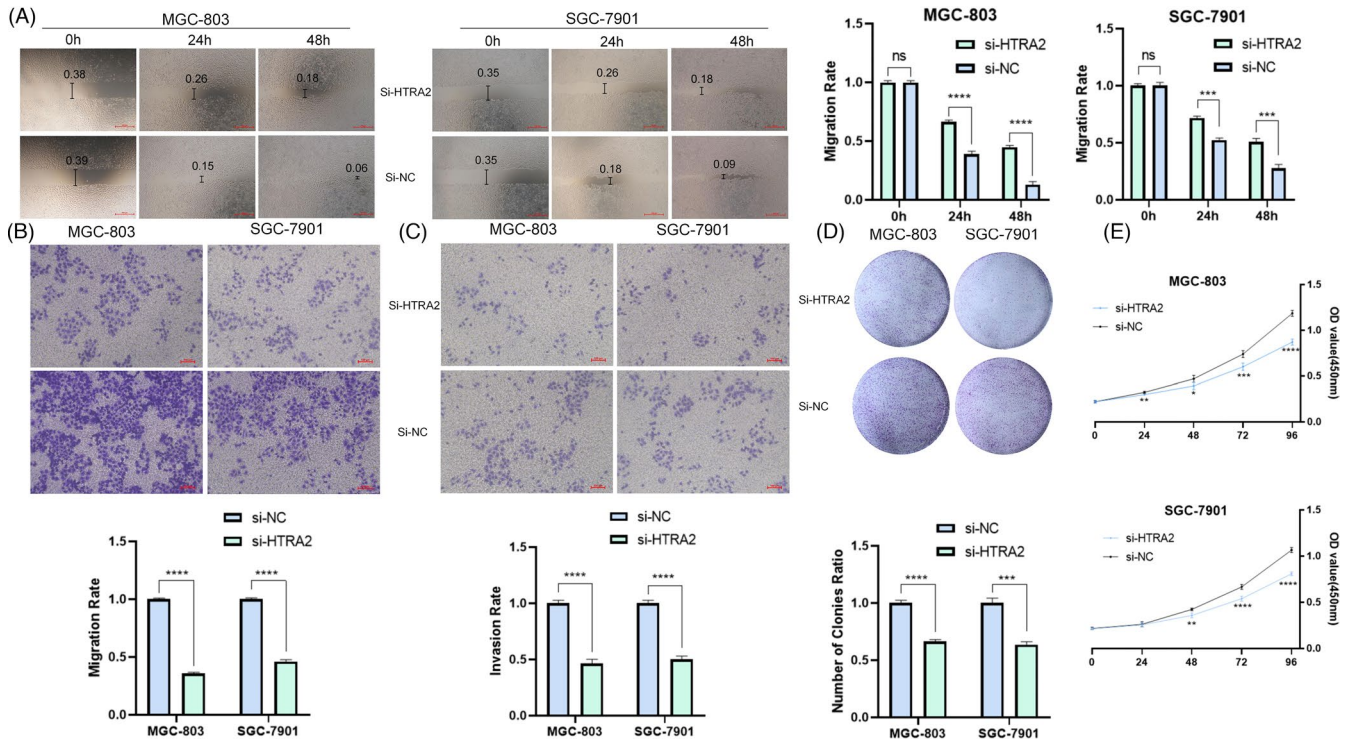 (A)
MGC-803
0h 24h 48h
0.38 0.26 0.18
0.39 0.15 0.06
SGC-7901
0h 24h 48h
Si-HTRA2
0.35 0.26 0.18
Si-NC
0.35 0.18 0.09
MGC-803
si-HTRA2
si-NC
ns **** ****
Migration Rate
1.5
1.0
0.5
0.0
0h 24h 48h
SGC-7901
si-HTRA2
si-NC
ns *** ***
Migration Rate
1.5
1.0
0.5
0.0
0h 24h 48h
(B)
MGC-803 SGC-7901
si-NC
si-HTRA2
**** ****
Migration Rate
1.5
1.0
0.5
0.0
MGC-803 SGC-7901
(C)
MGC-803 SGC-7901
Si-HTRA2
Si-NC
si-NC
si-HTRA2
**** ****
Invasion Rate
1.5
1.0
0.5
0.0
MGC-803 SGC-7901
(D)
MGC-803 SGC-7901
Si-HTRA2
Si-NC
si-NC
si-HTRA2
**** ***
Number of Clonies Ratio
1.5
1.0
0.5
0.0
MGC-803 SGC-7901
(E)
MGC-803
si-HTRA2
si-NC
** * *** ****
OD value(450nm)
1.5
1.0
0.5
0.0
0 24 48 72 96
SGC-7901
si-HTRA2
si-NC
** **** ****
OD value(450nm)
1.5
1.0
0.5
0.0
0 24 48 72 96